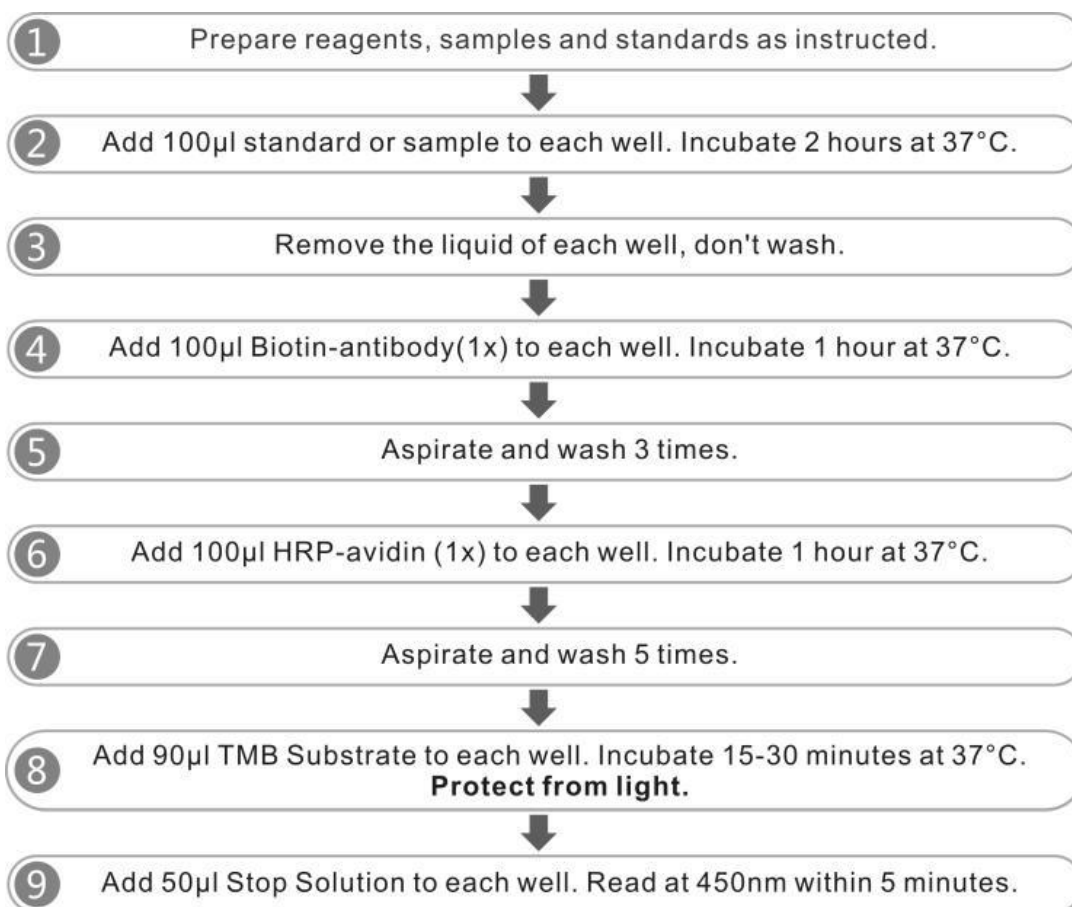 1 Prepare reagents, samples and standards as instructed.
2 Add 100μl standard or sample to each well. Incubate 2 hours at 37°C.
3 Remove the liquid of each well, don't wash.
4 Add 100μl Biotin-antibody(1x) to each well. Incubate 1 hour at 37°C.
5 Aspirate and wash 3 times.
6 Add 100μl HRP-avidin (1x) to each well. Incubate 1 hour at 37°C.
7 Aspirate and wash 5 times.
8 Add 90μl TMB Substrate to each well. Incubate 15-30 minutes at 37°C.
Protect from light.
9 Add 50μl Stop Solution to each well. Read at 450nm within 5 minutes.